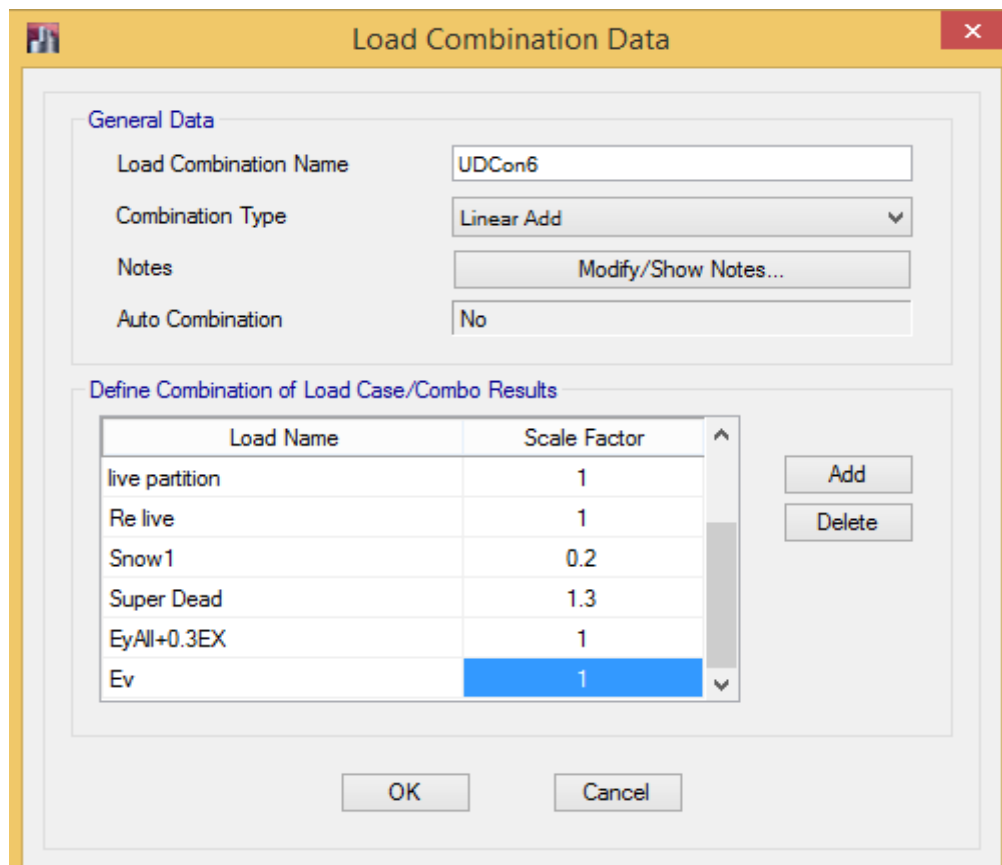 Load Combination Data
General Data
Load Combination Name UDCon6
Combination Type Linear Add
Notes Modify/Show Notes...
Auto Combination No
Define Combination of Load Case/Combo Results
Load Name Scale Factor
live partition 1
Re live 1
Snow1 0.2
Super Dead 1.3
EyAll+0.3EX 1
Ev 1
Add
Delete
OK Cancel